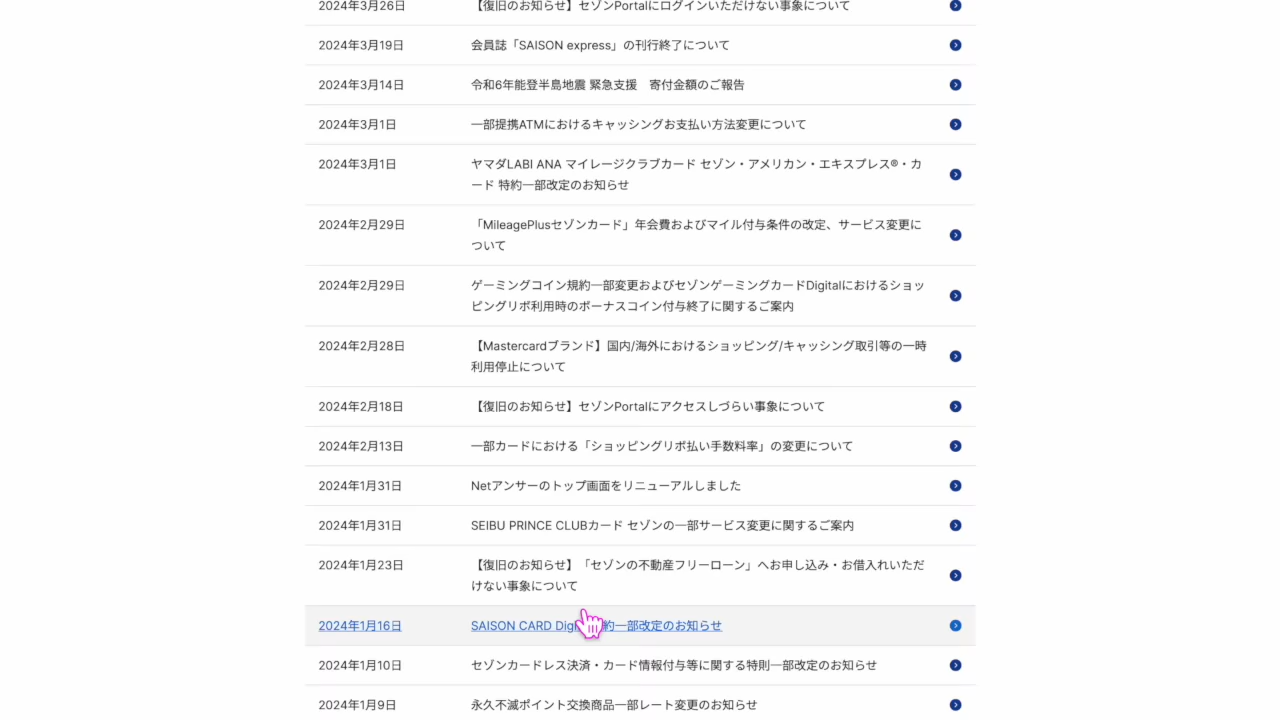 2024年3月26日 【復旧のお知らせ】セゾンPortalにログインいただけない事象について
2024年3月19日 会員誌「SAISON express」の刊行終了について
2024年3月14日 令和6年能登半島地震 緊急支援　寄付金額のご報告
2024年3月1日 一部提携ATMにおけるキャッシングお支払い方法変更について
2024年3月1日 ヤマダLABI ANA マイレージクラブカード セゾン・アメリカン・エキスプレス®・カ
ード 特約一部改定のお知らせ
2024年2月29日 「MileagePlusセゾンカード」年会費およびマイル付与条件の改定、サービス変更に
ついて
2024年2月29日 ゲーミングコイン規約一部変更およびセゾンゲーミングカードDigitalにおけるショッ
ピングリボ利用時のボーナスコイン付与終了に関するご案内
2024年2月28日 【Mastercardブランド】国内/海外におけるショッピング/キャッシング取引等の一時
利用停止について
2024年2月18日 【復旧のお知らせ】セゾンPortalにアクセスしづらい事象について
2024年2月13日 一部カードにおける「ショッピングリボ払い手数料率」の変更について
2024年1月31日 Netアンサーのトップ画面をリニューアルしました
2024年1月31日 SEIBU PRINCE CLUBカード セゾンの一部サービス変更に関するご案内
2024年1月23日 【復旧のお知らせ】「セゾンの不動産フリーローン」へお申し込み・お借入れいただ
けない事象について
2024年1月16日 SAISON CARD Dig 約一部改定のお知らせ
2024年1月10日 セゾンカードレス決済・カード情報付与等に関する特則一部改定のお知らせ
2024年1月9日 永久不滅ポイント交換商品一部レート変更のお知らせ